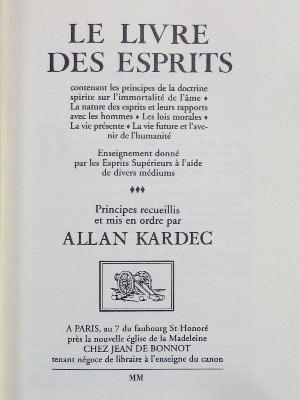 LE LIVRE
DES ESPRITS
contenant les principes de la doctrine
spirite sur l'immortalité de l'âme ♦
La nature des esprits et leurs rapports
avec les hommes ♦ Les lois morales ♦
La vie présente ♦ La vie future et l'ave-
nir de l'humanité
Enseignement donné
par les Esprits Supérieurs à l'aide
de divers médiums
♦♦♦
Principes recueillis
et mis en ordre par
ALLAN KARDEC
A PARIS, au 7 du faubourg St Honoré
près la nouvelle église de la Madeleine
CHEZ JEAN DE BONNOT
tenant négoce de libraire à l'enseigne du canon
MM